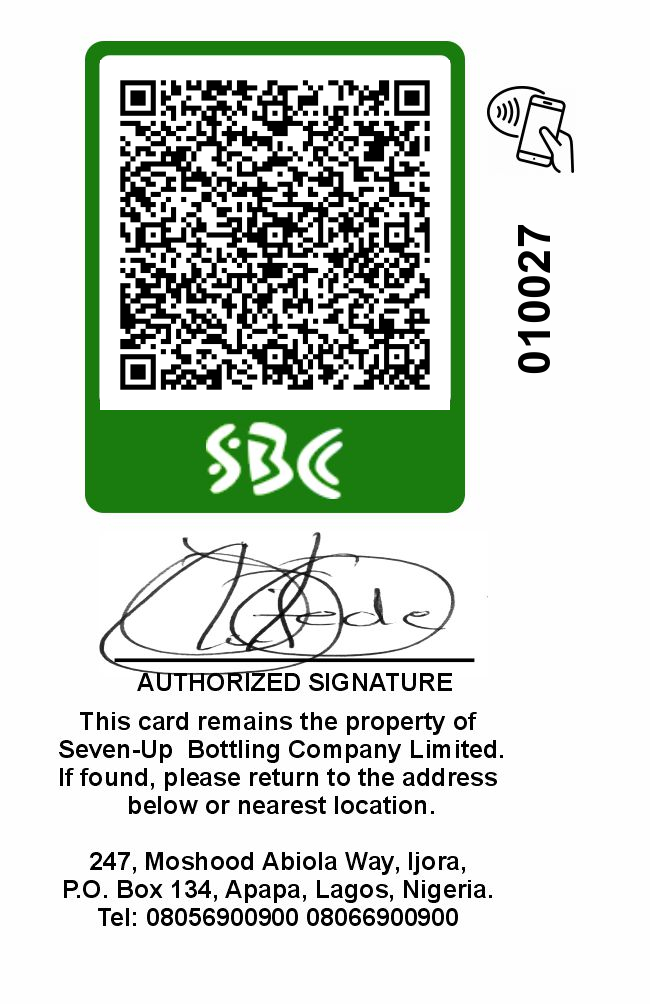 010027
SBC
AUTHORIZED SIGNATURE
This card remains the property of
Seven-Up Bottling Company Limited.
If found, please return to the address
below or nearest location.
247, Moshood Abiola Way, Ijora,
P.O. Box 134, Apapa, Lagos, Nigeria.
Tel: 08056900900 08066900900